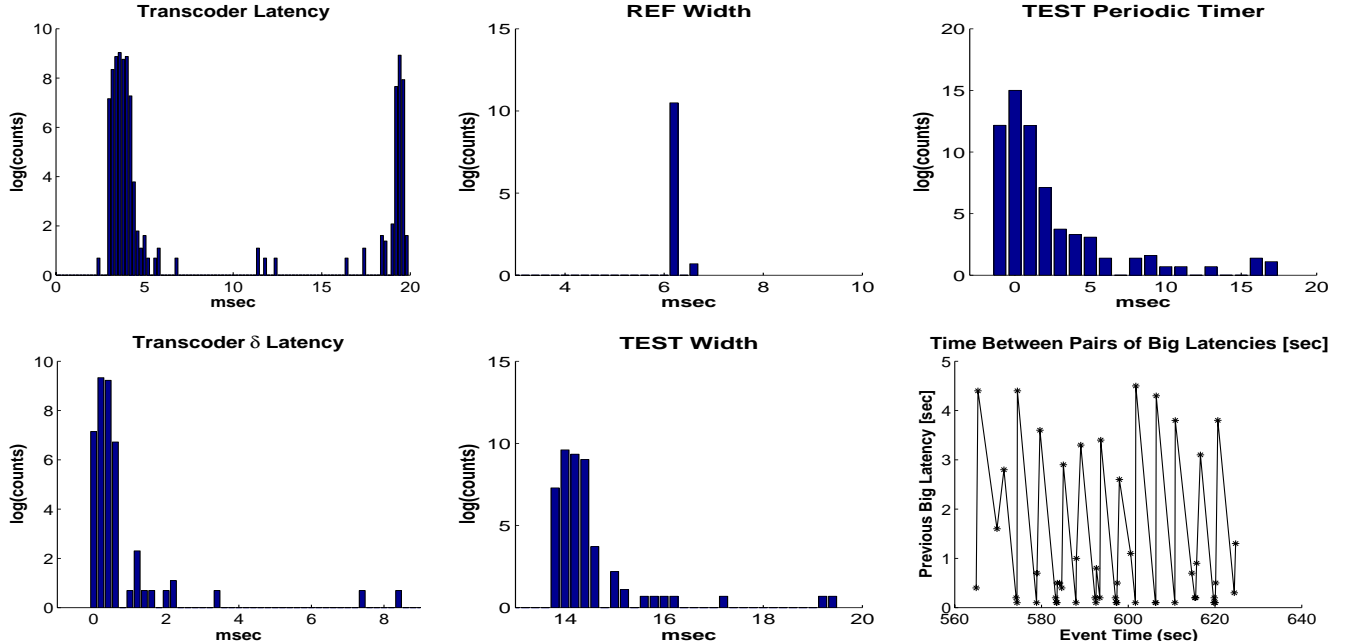 Transcoder Latency
10
8
6
4
2
0
0 5 10 15 20
log(counts)
msec
REF Width
15
10
5
0
4 6 8 10
log(counts)
msec
TEST Periodic Timer
20
15
10
5
0
0 5 10 15 20
log(counts)
msec
Transcoder δ Latency
10
8
6
4
2
0
0 2 4 6 8
log(counts)
msec
TEST Width
15
10
5
0
14 16 18 20
log(counts)
msec
Time Between Pairs of Big Latencies [sec]
5
4
3
2
1
0
560 580 600 620 640
Previous Big Latency [sec]
Event Time (sec)